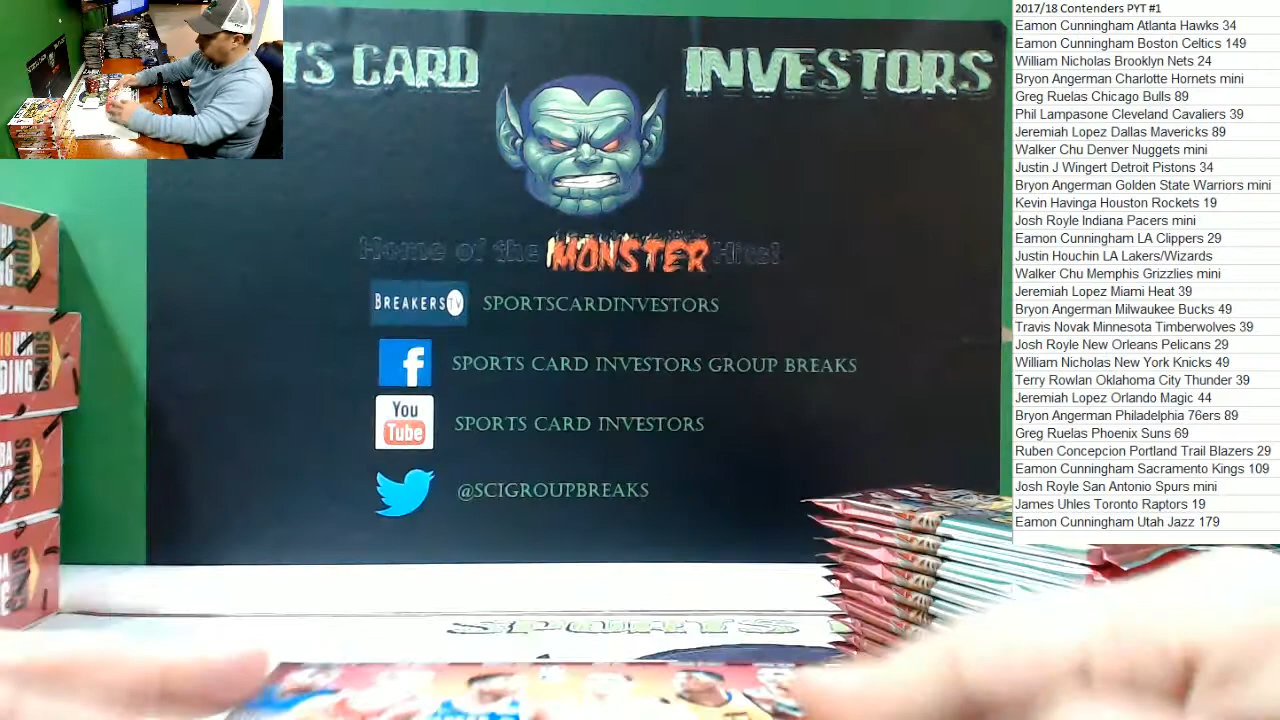 TS CARD INVESTORS
Home of the MONSTER Hits!
BREAKERSTV SPORTSCARDINVESTORS
f SPORTS CARD INVESTORS GROUP BREAKS
You Tube SPORTS CARD INVESTORS
@SCIGROUPBREAKS
SPORTS
CARDS
18 NBA
DING CARDS
2017/18 Contenders PYT #1
Eamon Cunningham Atlanta Hawks 34
Eamon Cunningham Boston Celtics 149
William Nicholas Brooklyn Nets 24
Bryon Angerman Charlotte Hornets mini
Greg Ruelas Chicago Bulls 89
Phil Lampasone Cleveland Cavaliers 39
Jeremiah Lopez Dallas Mavericks 89
Walker Chu Denver Nuggets mini
Justin J Wingert Detroit Pistons 34
Bryon Angerman Golden State Warriors mini
Kevin Havinga Houston Rockets 19
Josh Royle Indiana Pacers mini
Eamon Cunningham LA Clippers 29
Justin Houchin LA Lakers/Wizards
Walker Chu Memphis Grizzlies mini
Jeremiah Lopez Miami Heat 39
Bryon Angerman Milwaukee Bucks 49
Travis Novak Minnesota Timberwolves 39
Josh Royle New Orleans Pelicans 29
William Nicholas New York Knicks 49
Terry Rowlan Oklahoma City Thunder 39
Jeremiah Lopez Orlando Magic 44
Bryon Angerman Philadelphia 76ers 89
Greg Ruelas Phoenix Suns 69
Ruben Concepcion Portland Trail Blazers 29
Eamon Cunningham Sacramento Kings 109
Josh Royle San Antonio Spurs mini
James Uhles Toronto Raptors 19
Eamon Cunningham Utah Jazz 179